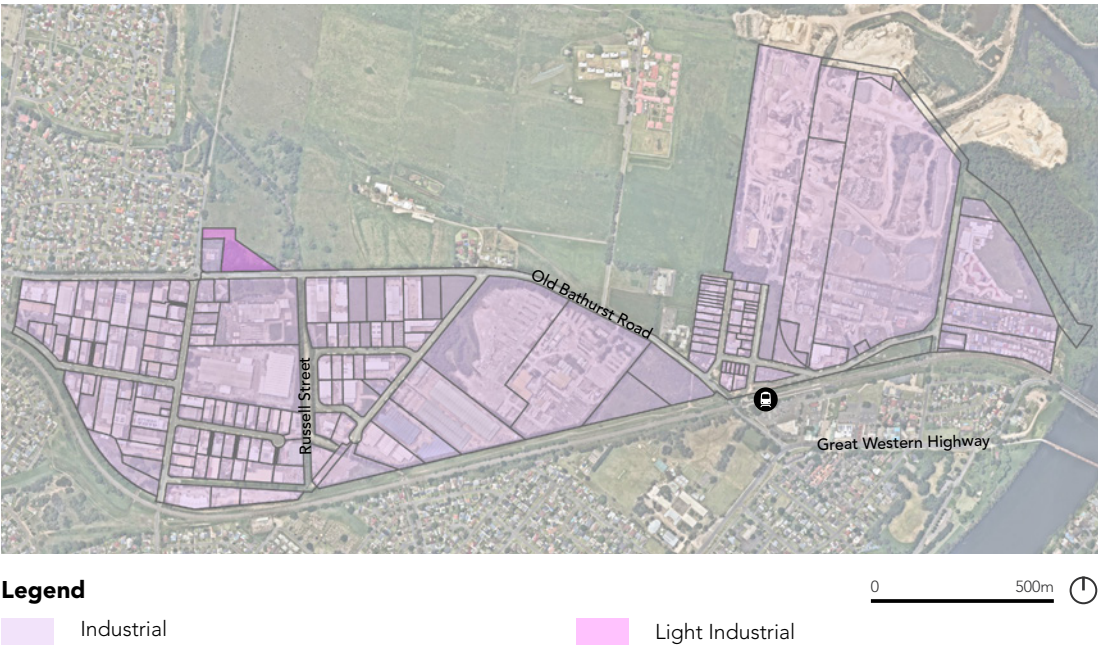 Old Bathurst Road
Russell Street
Great Western Highway
Legend
0 500m
Industrial
Light Industrial